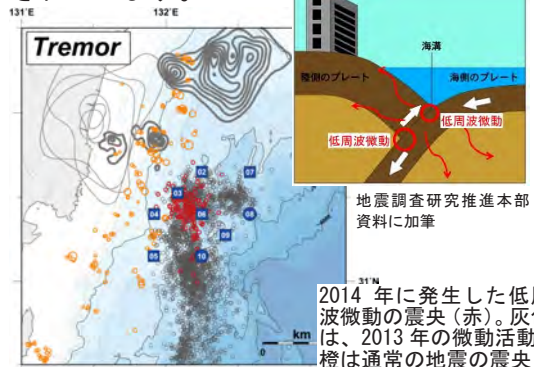 131°E
132°E
Tremor
02
07
03
04
06
08
09
05
10
31°N
km
0
海溝
陸側のプレート
海側のプレート
低周波微動
低周波微動
地震調査研究推進本部
資料に加筆
2014 年に発生した低周
波微動の震央（赤）。灰色
は、2013 年の微動活動
橙は通常の地震の震央